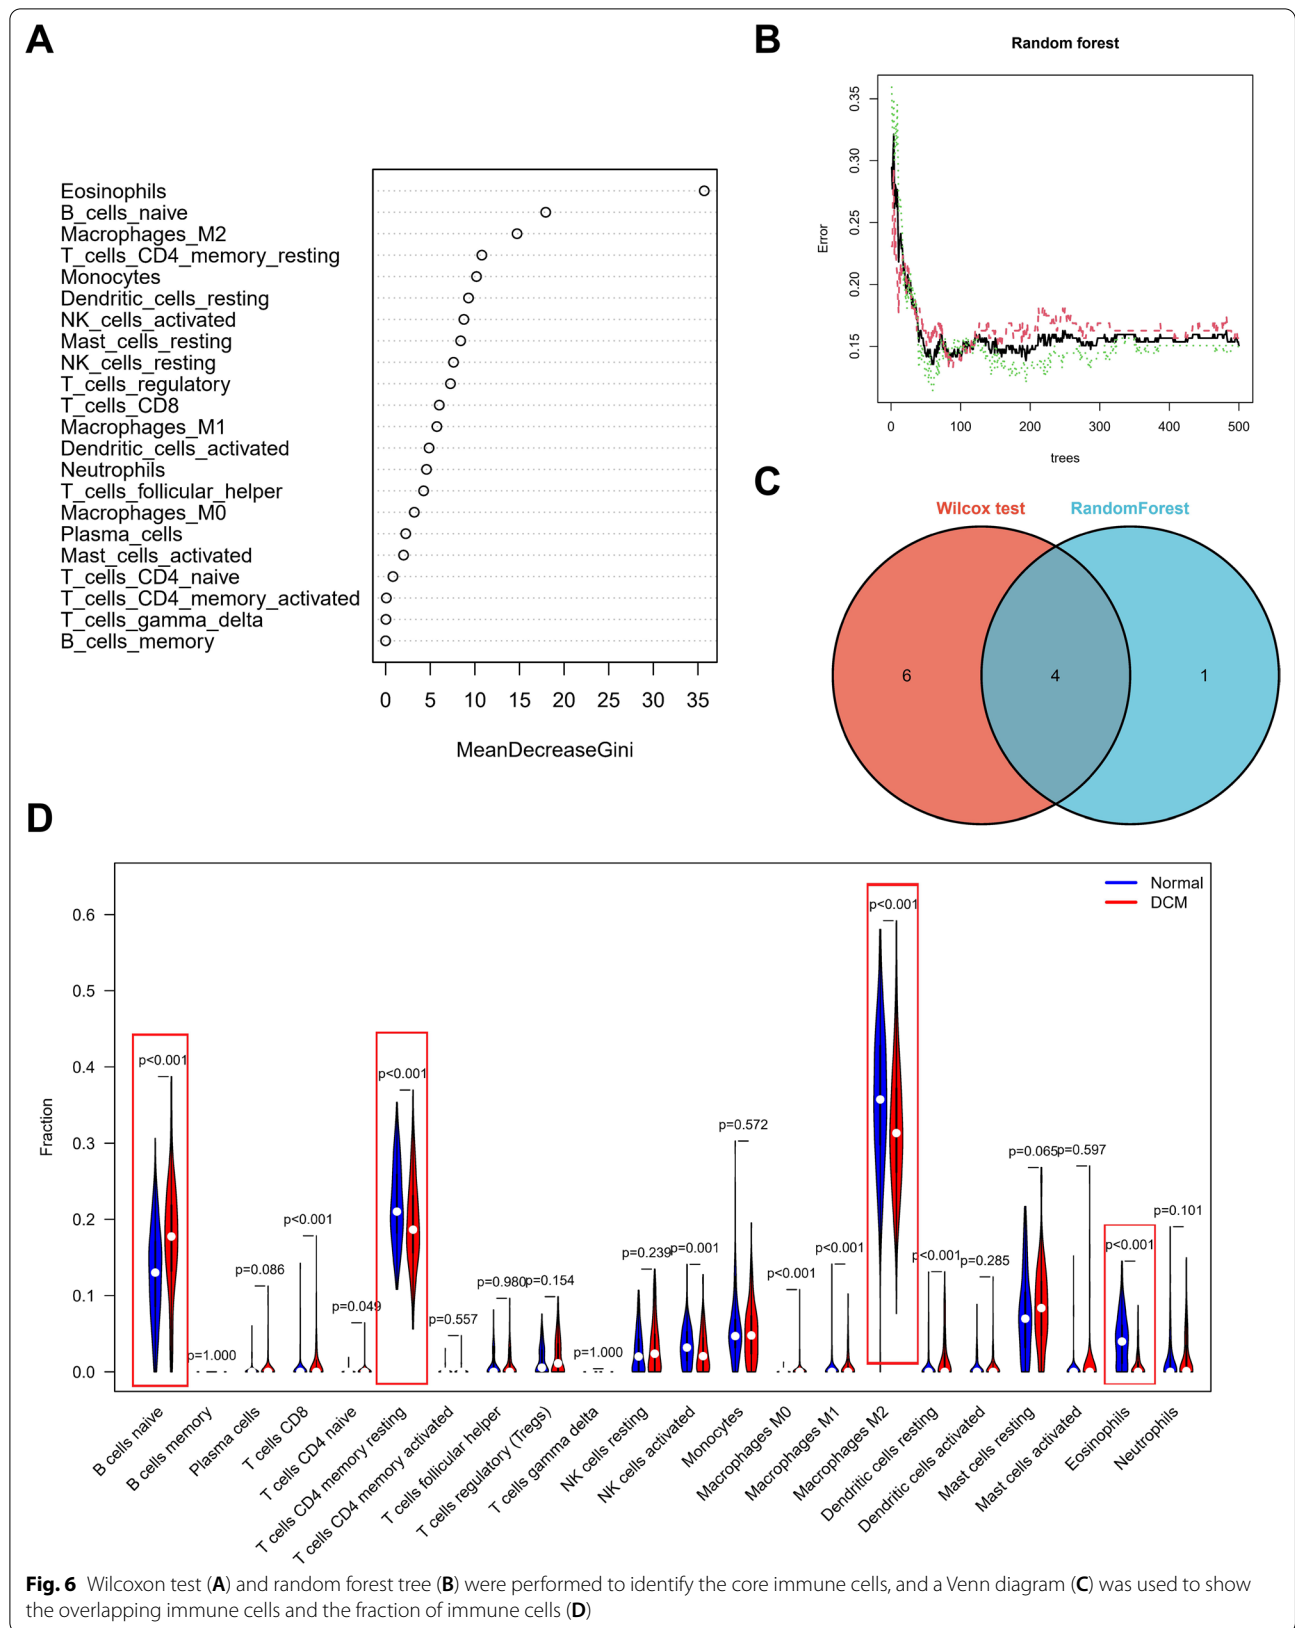 A
Eosinophils
B_cells_naive
Macrophages_M2
T_cells_CD4_memory_resting
Monocytes
Dendritic_cells_resting
NK_cells_activated
Mast_cells_resting
NK_cells_resting
T_cells_regulatory
T_cells_CD8
Macrophages_M1
Dendritic_cells_activated
Neutrophils
T_cells_follicular_helper
Macrophages_M0
Plasma_cells
Mast_cells_activated
T_cells_CD4_naive
T_cells_CD4_memory_activated
T_cells_gamma_delta
B_cells_memory
0 5 10 15 20 25 30 35
MeanDecreaseGini
B
Random forest
0.35
0.30
0.25
0.20
0.15
Error
0 100 200 300 400 500
trees
C
Wilcox test RandomForest
6 4 1
D
Normal
DCM
0.6
0.5
0.4
0.3
0.2
0.1
0.0
Fraction
p<0.001
p=1.000
p=0.086
p<0.001
p=0.049
p<0.001
p=0.557
p=0.980
p=0.154
p=1.000
p=0.239
p=0.001
p=0.572
p<0.001
p<0.001
p<0.001
p<0.001
p=0.285
p=0.065
p=0.597
p<0.001
p=0.101
B cells naive
B cells memory
Plasma cells
T cells CD8
T cells CD4 naive
T cells CD4 memory resting
T cells CD4 memory activated
T cells follicular helper
T cells regulatory (Tregs)
T cells gamma delta
NK cells resting
NK cells activated
Monocytes
Macrophages M0
Macrophages M1
Macrophages M2
Dendritic cells resting
Dendritic cells activated
Mast cells resting
Mast cells activated
Eosinophils
Neutrophils
Fig. 6 Wilcoxon test (A) and random forest tree (B) were performed to identify the core immune cells, and a Venn diagram (C) was used to show
the overlapping immune cells and the fraction of immune cells (D)